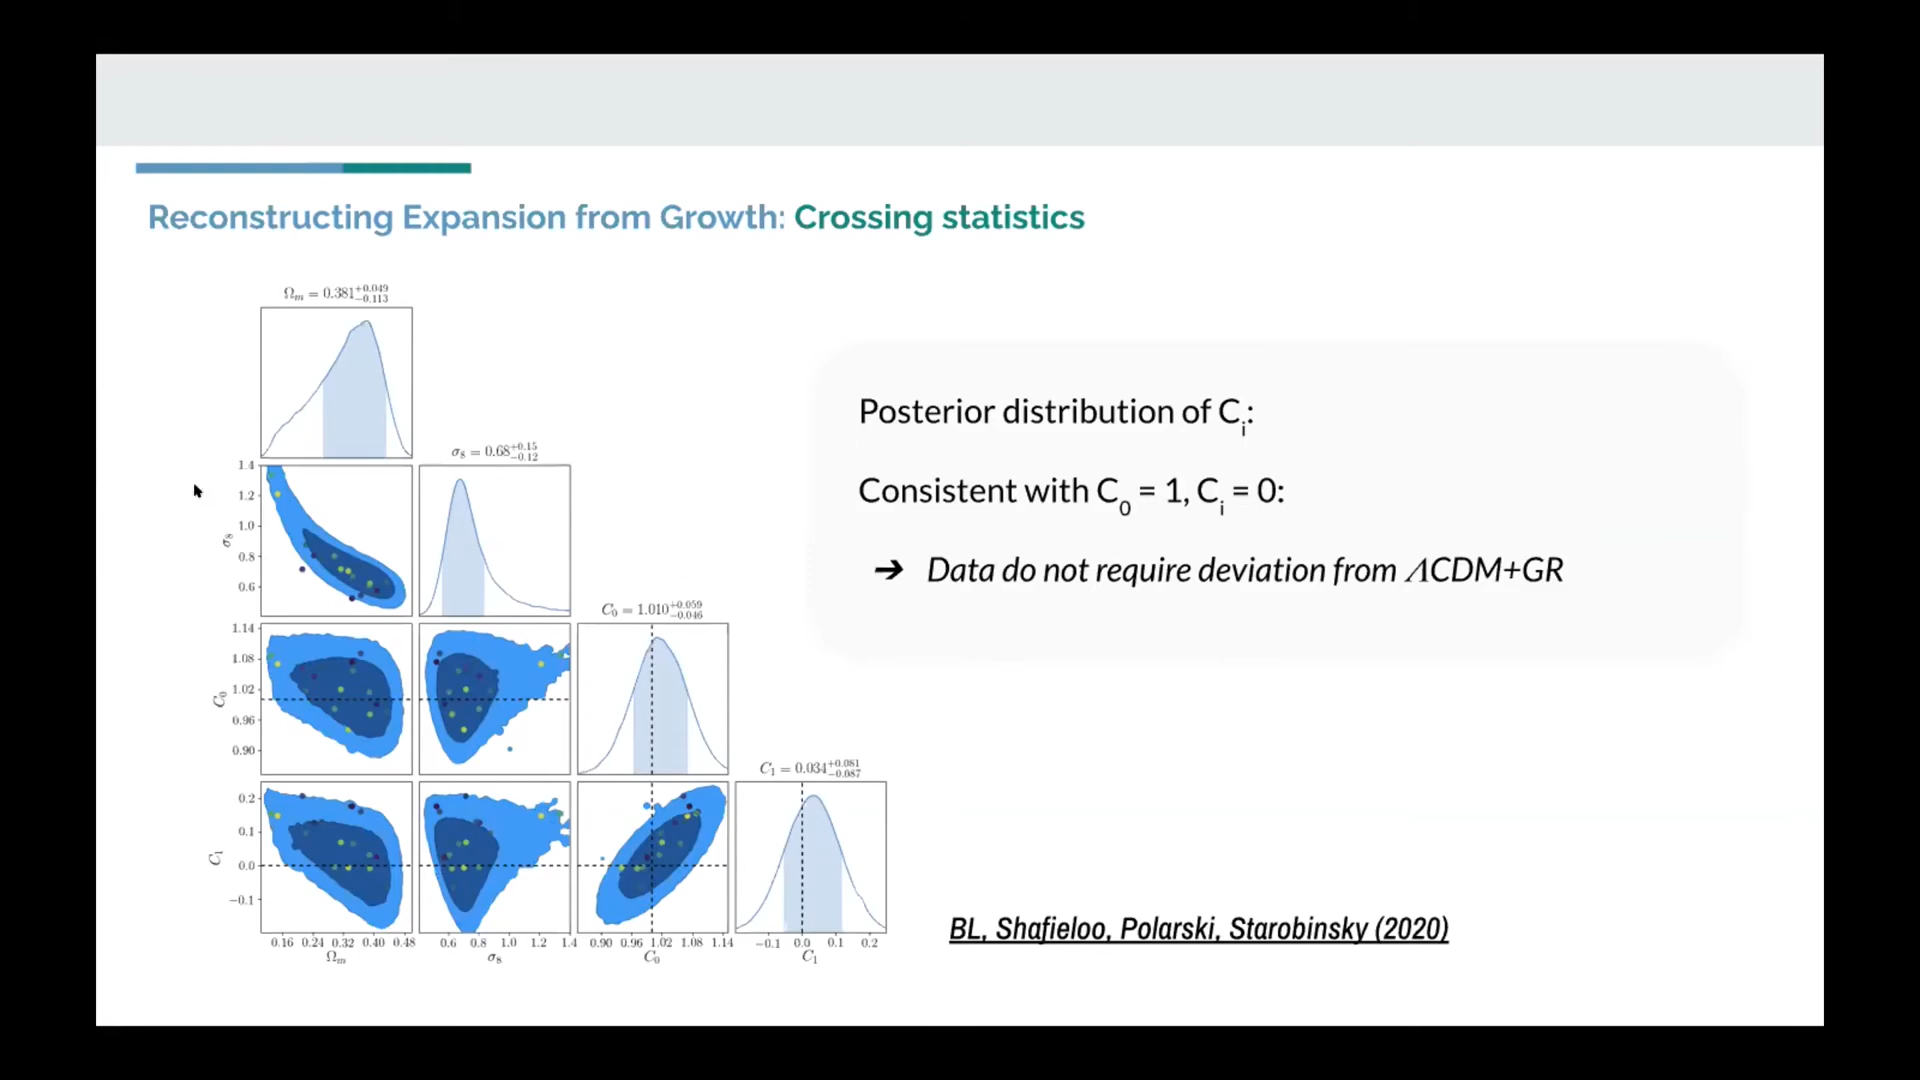 Reconstructing Expansion from Growth: Crossing statistics
Ωₘ = 0.381⁺⁰·⁰⁴⁹₋₀.₁₁₃
σ₈ = 0.68⁺⁰·¹⁵₋₀.₁₂
C₀ = 1.010⁺⁰·⁰⁵⁹₋₀.₀₄₆
C₁ = 0.034⁺⁰·⁰⁸¹₋₀.₀₈₇
1.4
1.2
1.0
0.8
0.6
σ₈
1.14
1.08
1.02
0.96
0.90
C₀
0.2
0.1
0.0
−0.1
C₁
0.16 0.24 0.32 0.40 0.48
Ωₘ
0.6 0.8 1.0 1.2 1.4
σ₈
0.90 0.96 1.02 1.08 1.14
C₀
−0.1 0.0 0.1 0.2
C₁
Posterior distribution of Cᵢ:
Consistent with C₀ = 1, Cᵢ = 0:
➔ Data do not require deviation from ΛCDM+GR
BL, Shafieloo, Polarski, Starobinsky (2020)